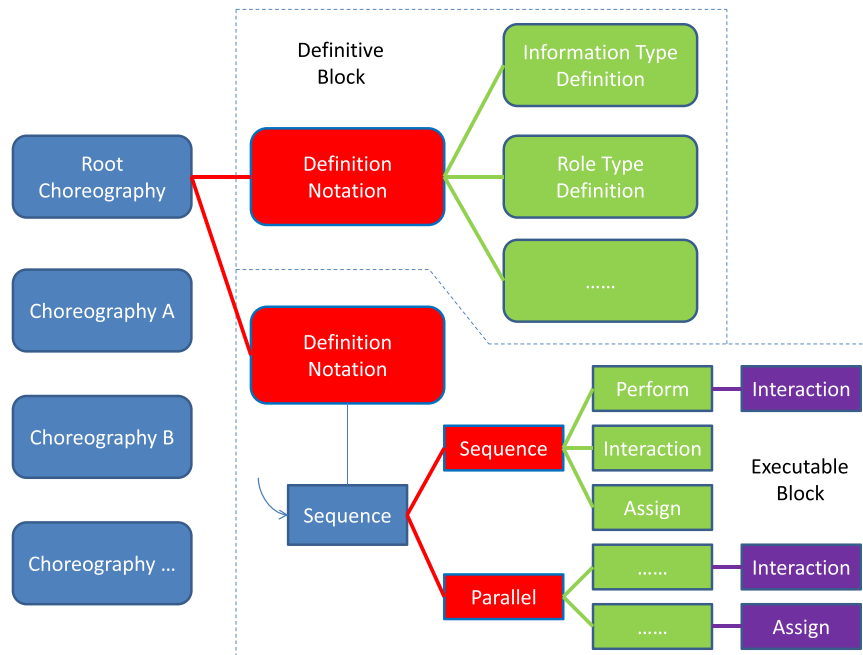 Definitive
Block
Information Type
Definition
Root
Choreography
Definition
Notation
Role Type
Definition
......
Choreography A
Definition
Notation
Choreography B
Perform
Interaction
Sequence
Interaction
Executable
Block
Sequence
Assign
Choreography ...
......
Interaction
Parallel
......
Assign